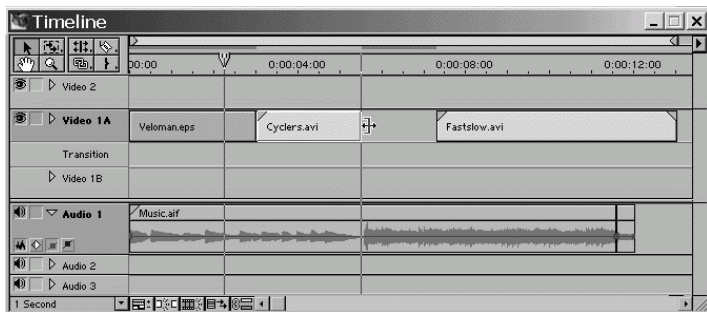 Timeline
00:00
0:00:04:00
0:00:08:00
0:00:12:00
Video 2
Video 1A
Veloman.eps
Cyclers.avi
Fastslow.avi
Transition
Video 1B
Audio 1
Music.aif
Audio 2
Audio 3
1 Second